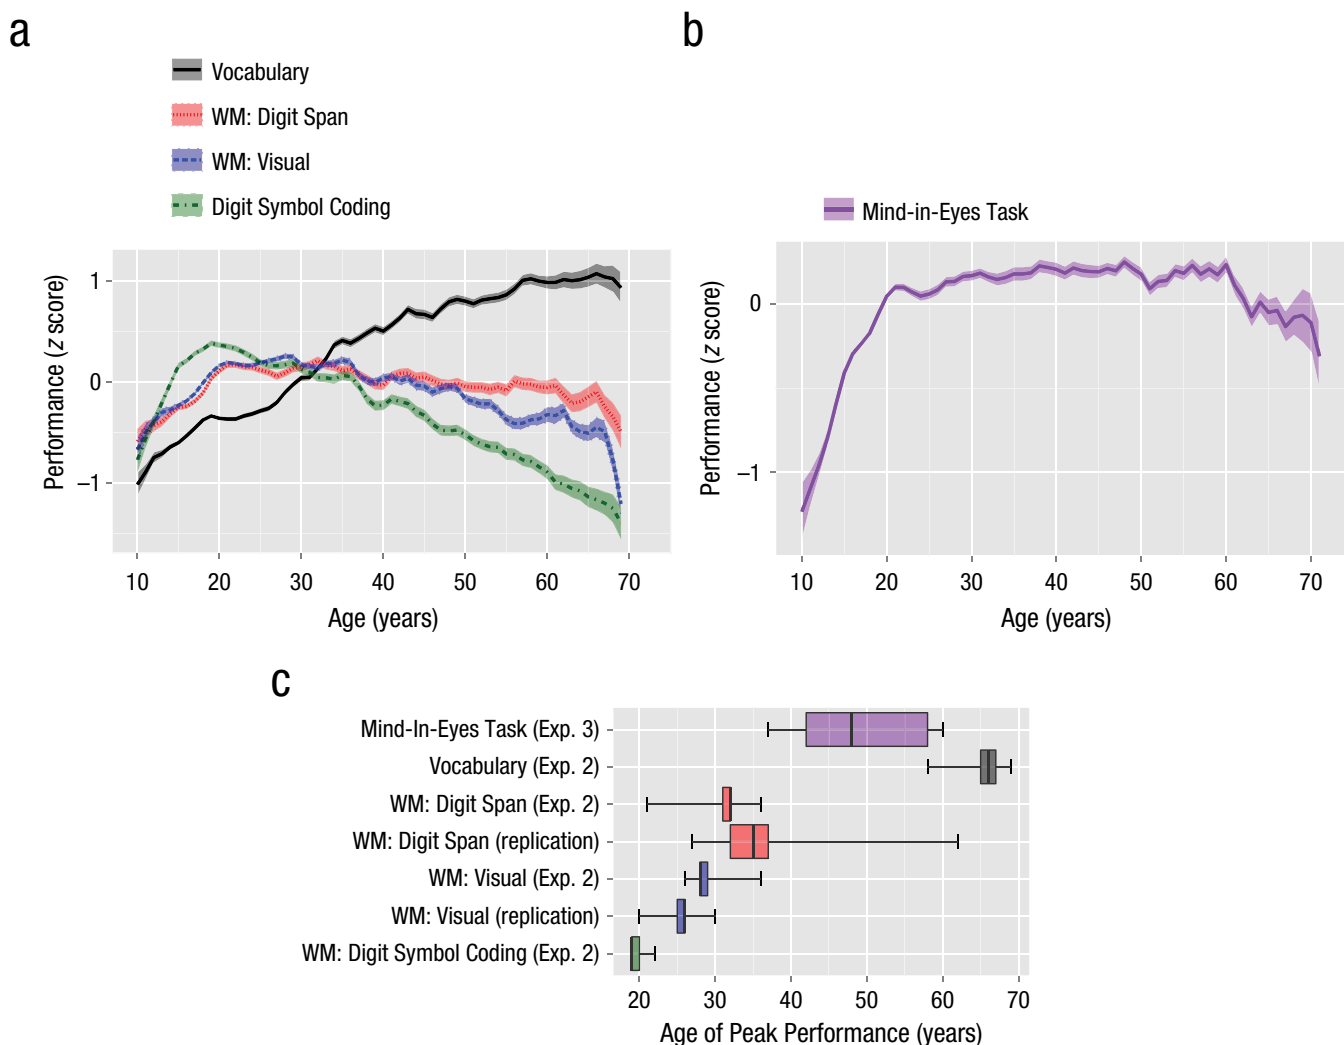 a
Vocabulary
WM: Digit Span
WM: Visual
Digit Symbol Coding
Performance (z score)
1
0
−1
10 20 30 40 50 60 70
Age (years)
b
Mind-in-Eyes Task
Performance (z score)
0
−1
10 20 30 40 50 60 70
Age (years)
c
Mind-In-Eyes Task (Exp. 3)
Vocabulary (Exp. 2)
WM: Digit Span (Exp. 2)
WM: Digit Span (replication)
WM: Visual (Exp. 2)
WM: Visual (replication)
WM: Digit Symbol Coding (Exp. 2)
20 30 40 50 60 70
Age of Peak Performance (years)